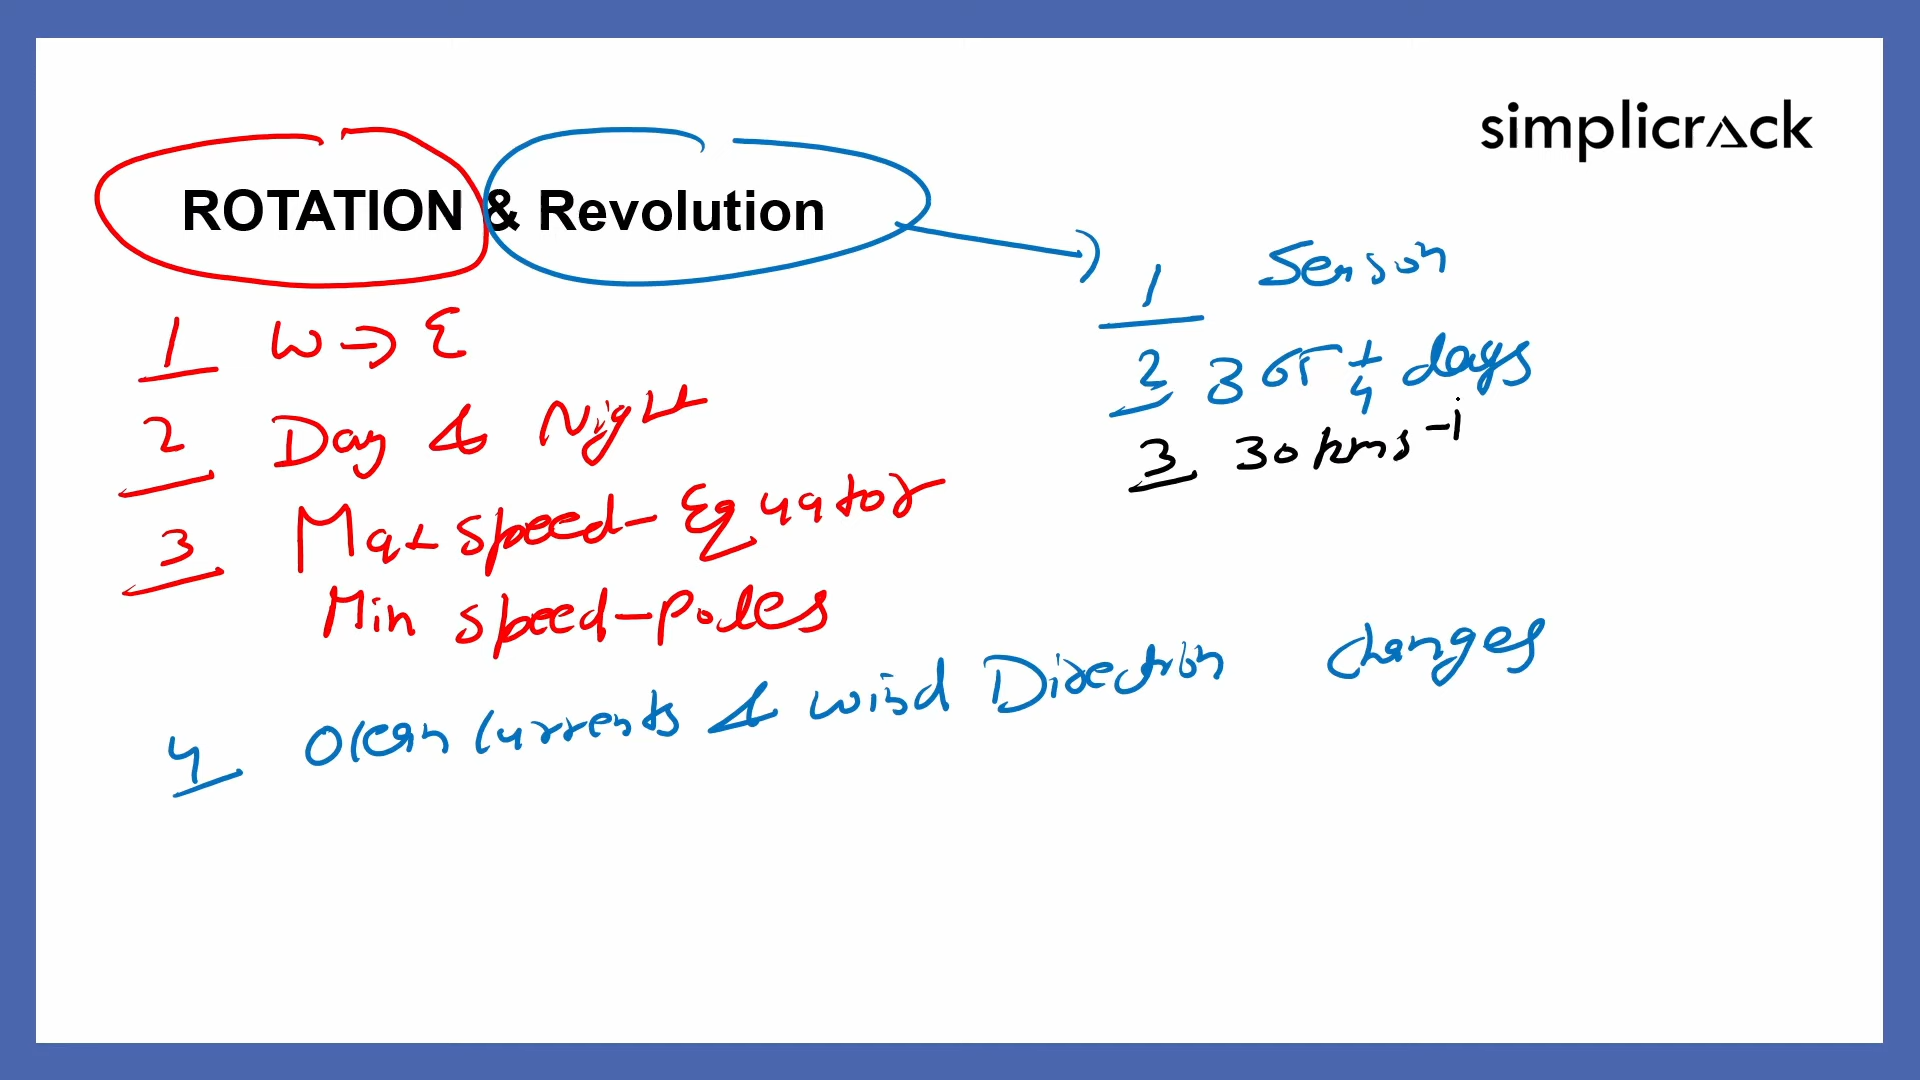 simplicrack
ROTATION & Revolution
1 W → E
2 Day & Night
3 Max speed - Equator
Min speed - Poles
4 Ocean Currents & wind Direction changes
1 Season
2 365 1/4 days
3 30 kms-1